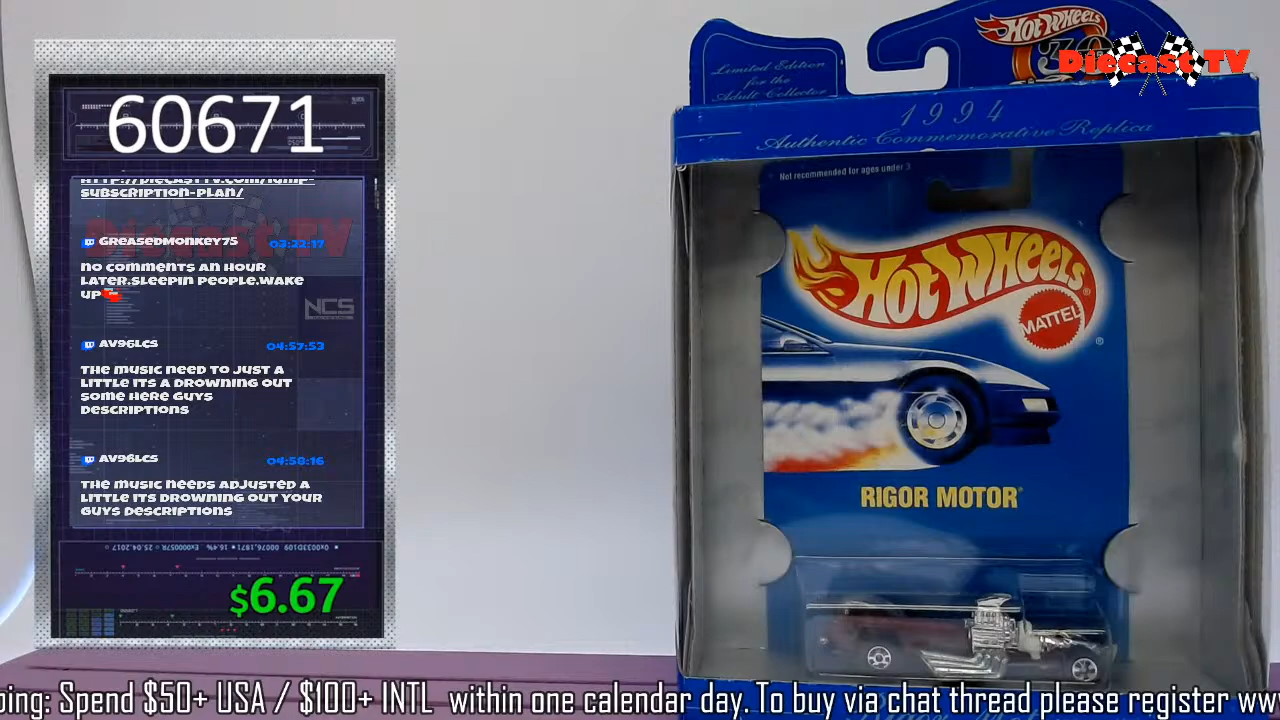 60671
HTTP://DIECASTTV.COM/IGMP-
SUBSCRIPTION-PLAN/
GREASEDMONKEY75 03:22:17
NO COMMENTS AN HOUR
LATER.SLEEPIN PEOPLE.WAKE
UP
NCS
AV96LCS 04:57:53
THE MUSIC NEED TO JUST A
LITTLE ITS A DROWNING OUT
SOME HERE GUYS
DESCRIPTIONS
AV96LCS 04:58:16
THE MUSIC NEEDS ADJUSTED A
LITTLE ITS DROWNING OUT YOUR
GUYS DESCRIPTIONS
$6.67
Diecast TV
Hot Wheels
Limited Edition
for the
Adult Collector
Diecast TV
1994
Authentic Commemorative Replica
Not recommended for ages under 3
Hot Wheels
MATTEL
RIGOR MOTOR
ping: Spend $50+ USA / $100+ INTL within one calendar day. To buy via chat thread please register ww